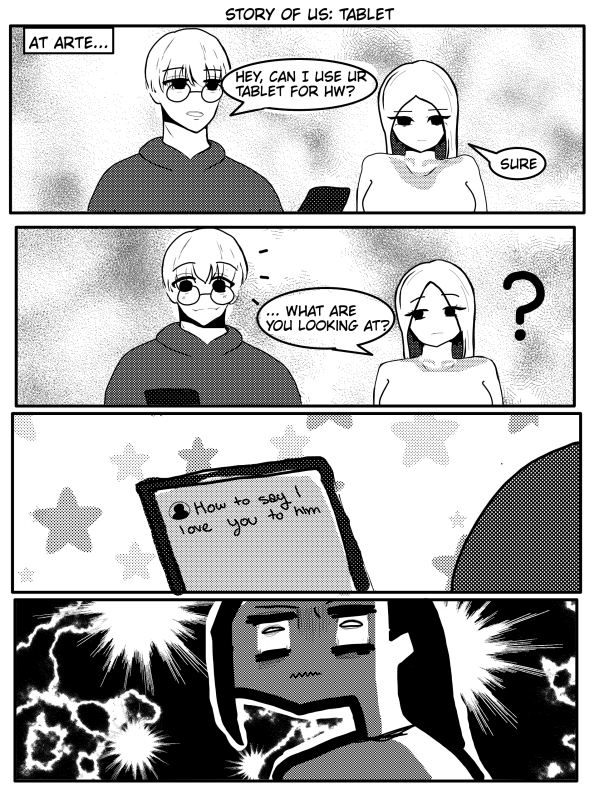 STORY OF US: TABLET
AT ARTE...
HEY, CAN I USE UR
TABLET FOR HW?
SURE
... WHAT ARE
YOU LOOKING AT?
?
How to say I
love you to him